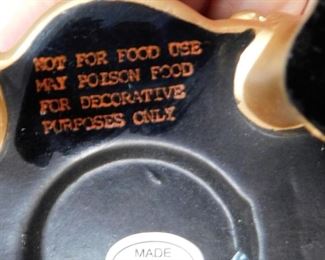 NOT FOR FOOD USE
MAY POISON FOOD
FOR DECORATIVE
PURPOSES ONLY
MADE